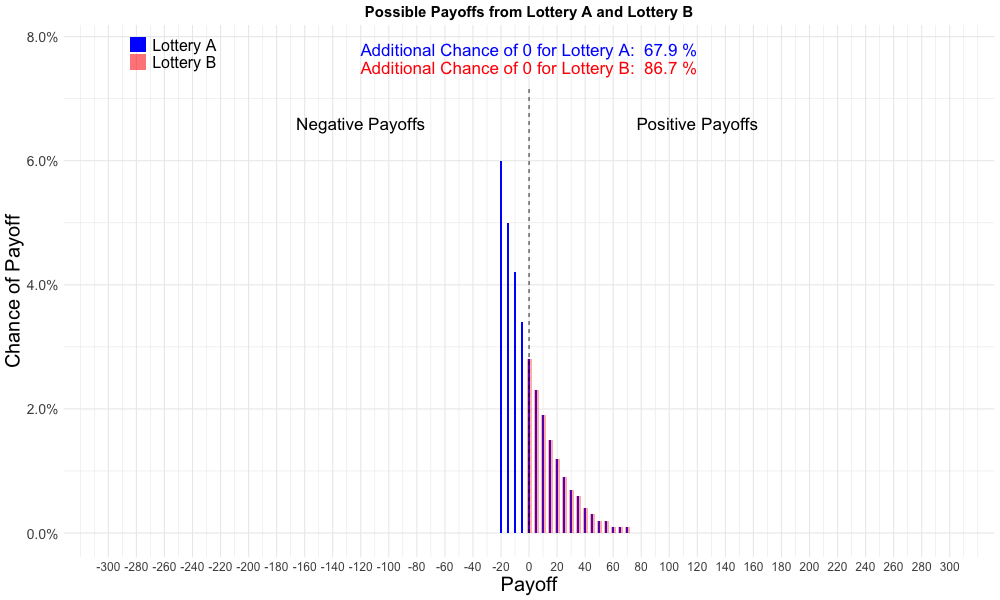 Possible Payoffs from Lottery A and Lottery B
Lottery A
Lottery B
Additional Chance of 0 for Lottery A: 67.9 %
Additional Chance of 0 for Lottery B: 86.7 %
Negative Payoffs
Positive Payoffs
Chance of Payoff
8.0%
6.0%
4.0%
2.0%
0.0%
-300 -280 -260 -240 -220 -200 -180 -160 -140 -120 -100 -80 -60 -40 -20 0 20 40 60 80 100 120 140 160 180 200 220 240 260 280 300
Payoff